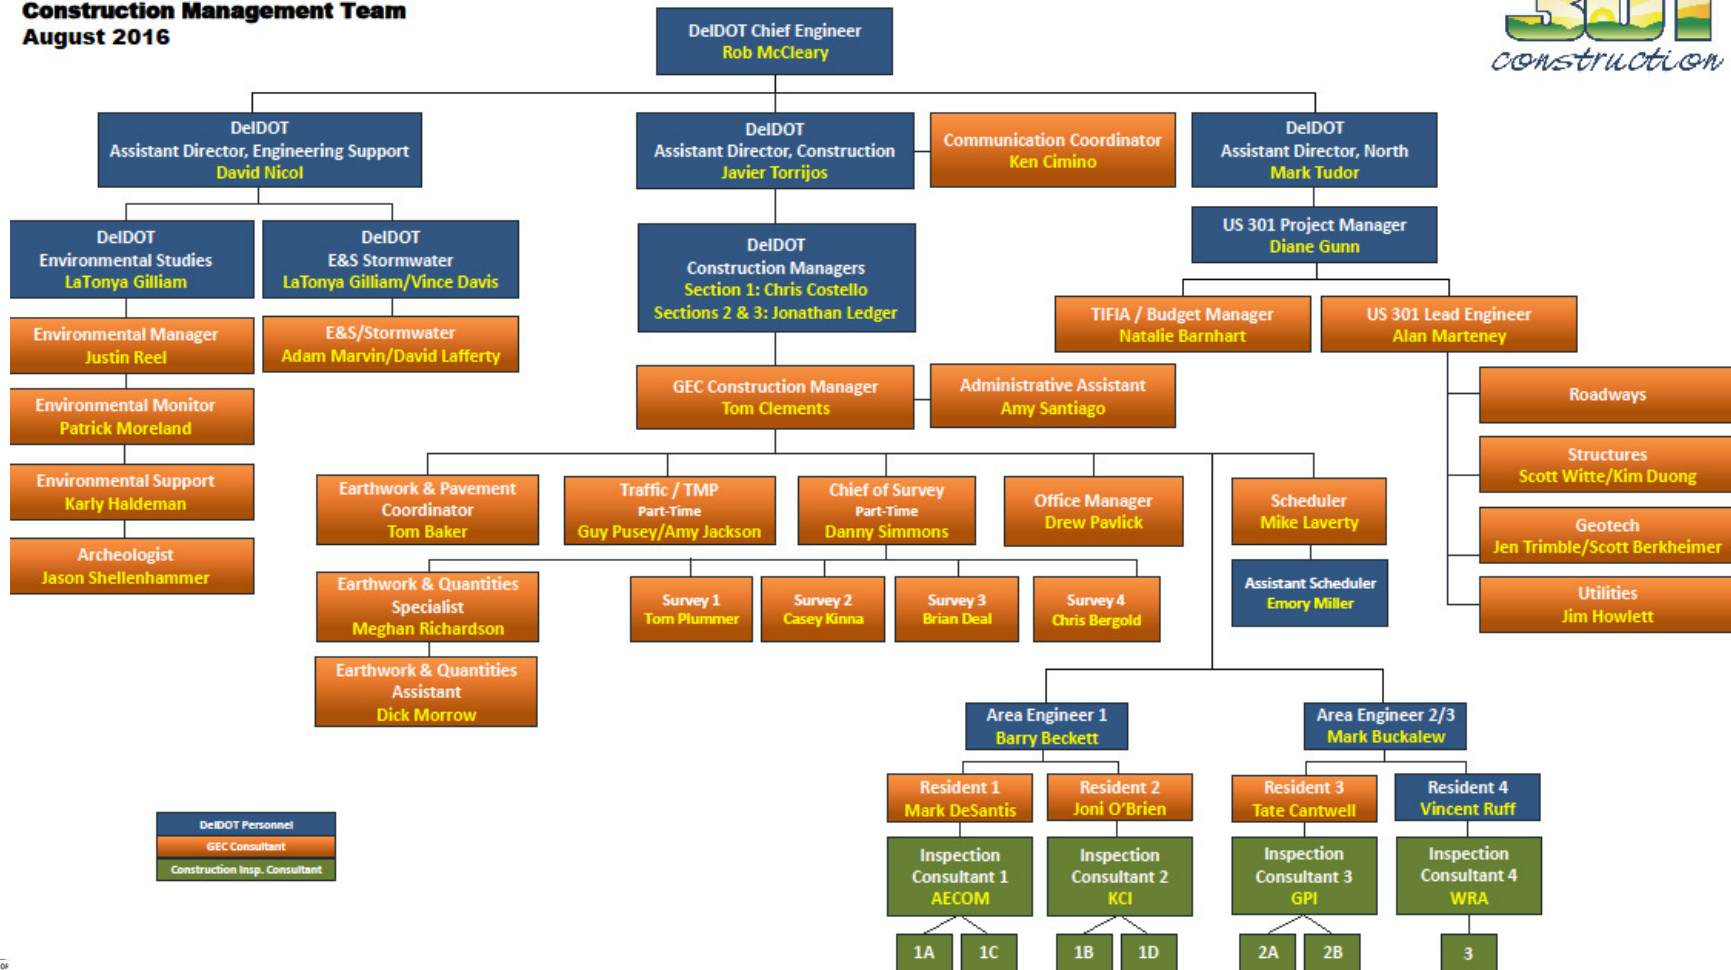 Construction Management Team
August 2016
301
construction
DelDOT Chief Engineer
Rob McCleary
DelDOT
Assistant Director, Engineering Support
David Nicol
DelDOT
Assistant Director, Construction
Javier Torrijos
Communication Coordinator
Ken Cimino
DelDOT
Assistant Director, North
Mark Tudor
DelDOT
Environmental Studies
LaTonya Gilliam
DelDOT
E&S Stormwater
LaTonya Gilliam/Vince Davis
DelDOT
Construction Managers
Section 1: Chris Costello
Sections 2 & 3: Jonathan Ledger
US 301 Project Manager
Diane Gunn
Environmental Manager
Justin Reel
E&S/Stormwater
Adam Marvin/David Lafferty
TIFIA / Budget Manager
Natalie Barnhart
US 301 Lead Engineer
Alan Marteney
Environmental Monitor
Patrick Moreland
GEC Construction Manager
Tom Clements
Administrative Assistant
Amy Santiago
Roadways
Environmental Support
Karly Haldeman
Structures
Scott Witte/Kim Duong
Earthwork & Pavement
Coordinator
Tom Baker
Traffic / TMP
Part-Time
Guy Pusey/Amy Jackson
Chief of Survey
Part-Time
Danny Simmons
Office Manager
Drew Pavlick
Scheduler
Mike Laverty
Geotech
Jen Trimble/Scott Berkheimer
Archeologist
Jason Shellenhammer
Earthwork & Quantities
Specialist
Meghan Richardson
Survey 1
Tom Plummer
Survey 2
Casey Kinna
Survey 3
Brian Deal
Survey 4
Chris Bergold
Assistant Scheduler
Emory Miller
Utilities
Jim Howlett
Earthwork & Quantities
Assistant
Dick Morrow
Area Engineer 1
Barry Beckett
Area Engineer 2/3
Mark Buckalew
Resident 1
Mark DeSantis
Resident 2
Joni O'Brien
Resident 3
Tate Cantwell
Resident 4
Vincent Ruff
DelDOT Personnel
GEC Consultant
Construction Insp. Consultant
Inspection
Consultant 1
AECOM
Inspection
Consultant 2
KCI
Inspection
Consultant 3
GPI
Inspection
Consultant 4
WRA
1A
1C
1B
1D
2A
2B
3